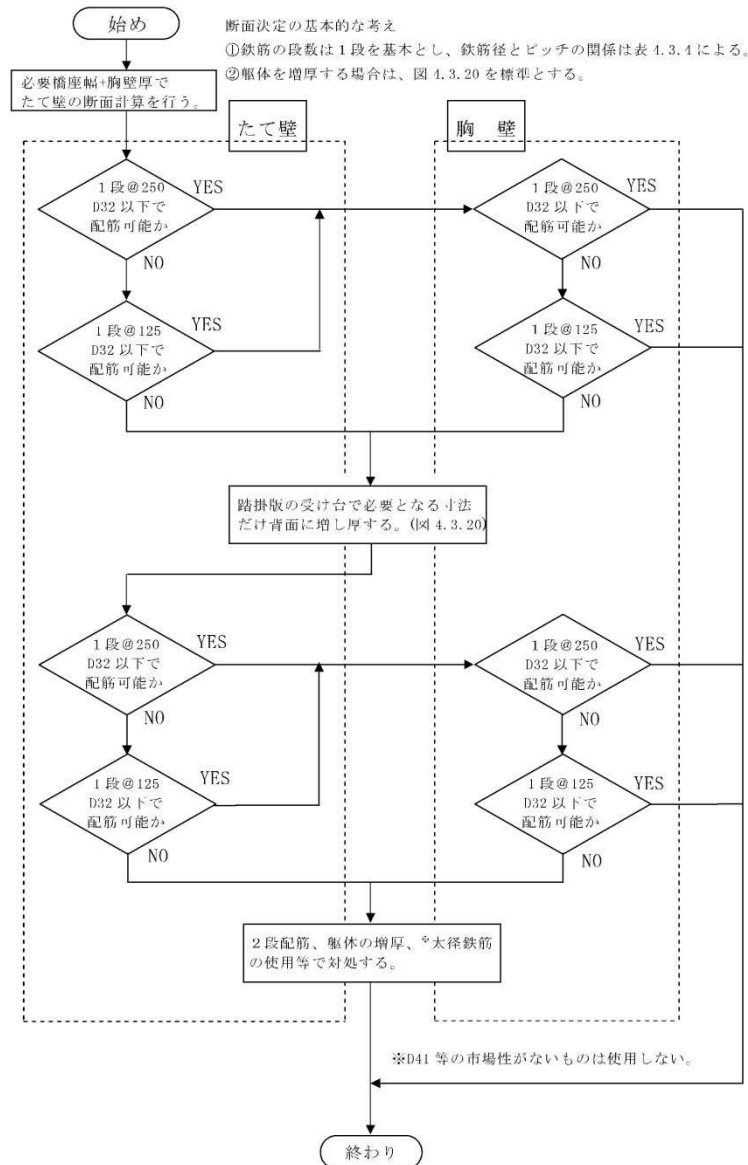 始め
断面決定の基本的な考え
①鉄筋の段数は1段を基本とし、鉄筋径とピッチの関係は表 4.3.4による。
②躯体を増厚する場合は、図 4.3.20 を標準とする。
必要橋座幅+胸壁厚で
たて壁の断面計算を行う。
たて壁
胸 壁
1段@250
D32 以下で
配筋可能か
YES
NO
1段@250
D32 以下で
配筋可能か
YES
NO
1段@125
D32 以下で
配筋可能か
YES
NO
1段@125
D32 以下で
配筋可能か
YES
NO
踏掛版の受け台で必要となる寸法
だけ背面に増し厚する。(図 4.3.20)
1段@250
D32 以下で
配筋可能か
YES
NO
1段@250
D32 以下で
配筋可能か
YES
NO
1段@125
D32 以下で
配筋可能か
YES
NO
1段@125
D32 以下で
配筋可能か
YES
NO
2段配筋、躯体の増厚、※太径鉄筋
の使用等で対処する。
※D41 等の市場性がないものは使用しない。
終わり